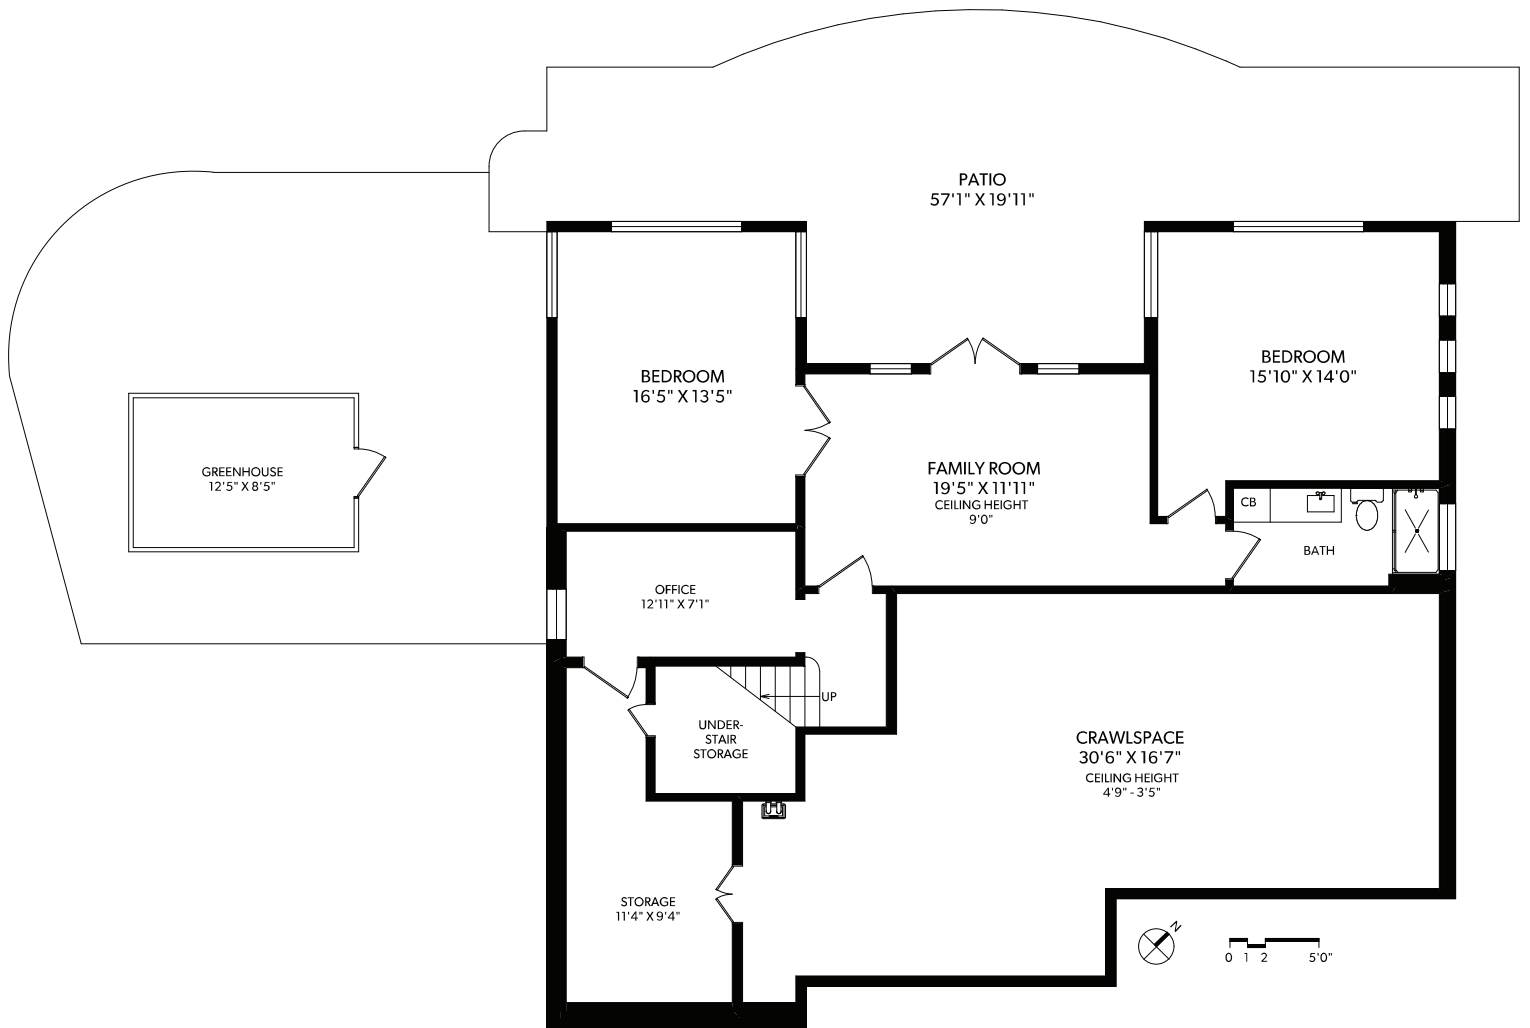 PATIO
57'1" X 19'11"
BEDROOM
16'5" X 13'5"
BEDROOM
15'10" X 14'0"
GREENHOUSE
12'5" X 8'5"
FAMILY ROOM
19'5" X 11'11"
CEILING HEIGHT
9'0"
CB
BATH
OFFICE
12'11" X 7'1"
UP
UNDER-
STAIR
STORAGE
CRAWLSPACE
30'6" X 16'7"
CEILING HEIGHT
4'9" - 3'5"
STORAGE
11'4" X 9'4"
N
0 1 2 5'0"